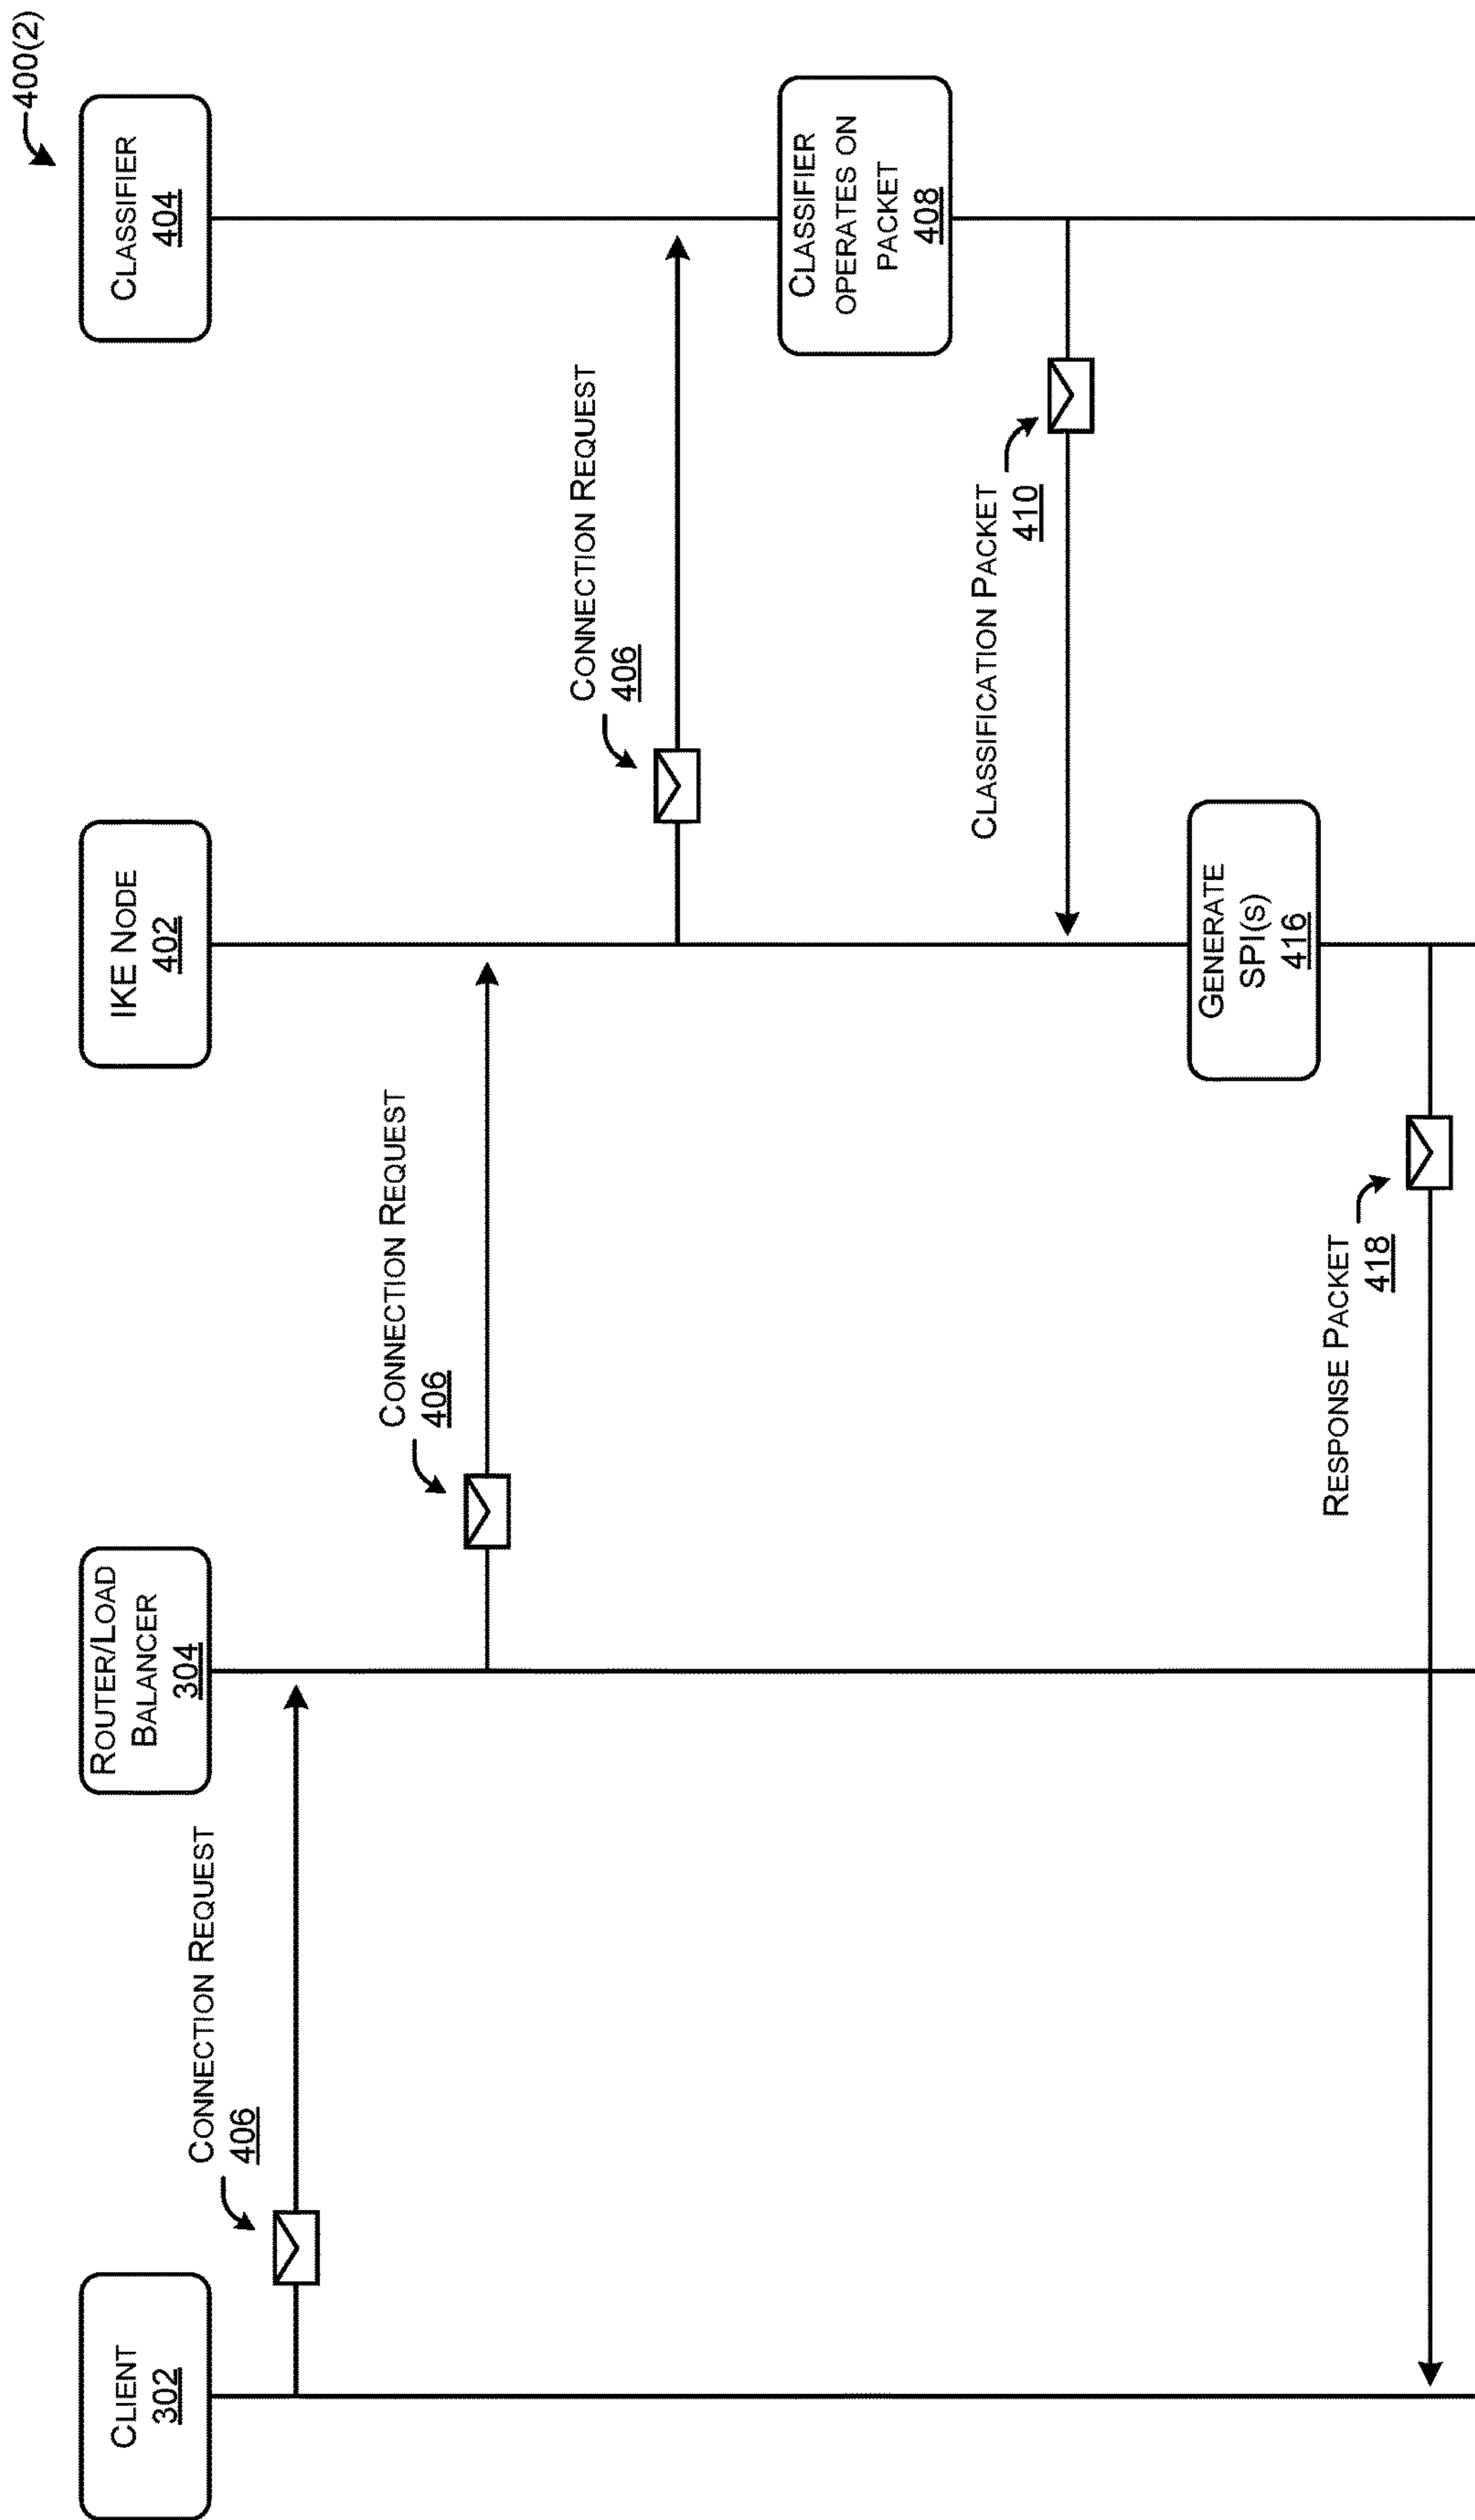 400(2)
CLIENT
302
ROUTER/LOAD
BALANCER
304
IKE NODE
402
CLASSIFIER
404
CONNECTION REQUEST
406
CONNECTION REQUEST
406
CONNECTION REQUEST
406
CLASSIFIER
OPERATES ON
PACKET
408
CLASSIFICATION PACKET
410
GENERATE
SPI(S)
416
RESPONSE PACKET
418